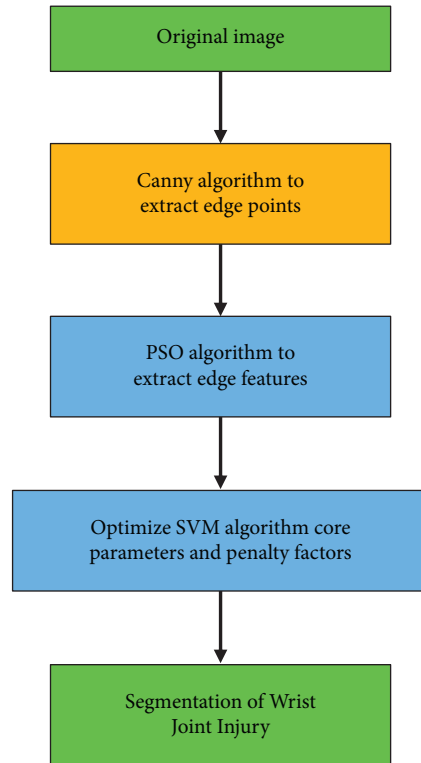 Original image
Canny algorithm to
extract edge points
PSO algorithm to
extract edge features
Optimize SVM algorithm core
parameters and penalty factors
Segmentation of Wrist
Joint Injury